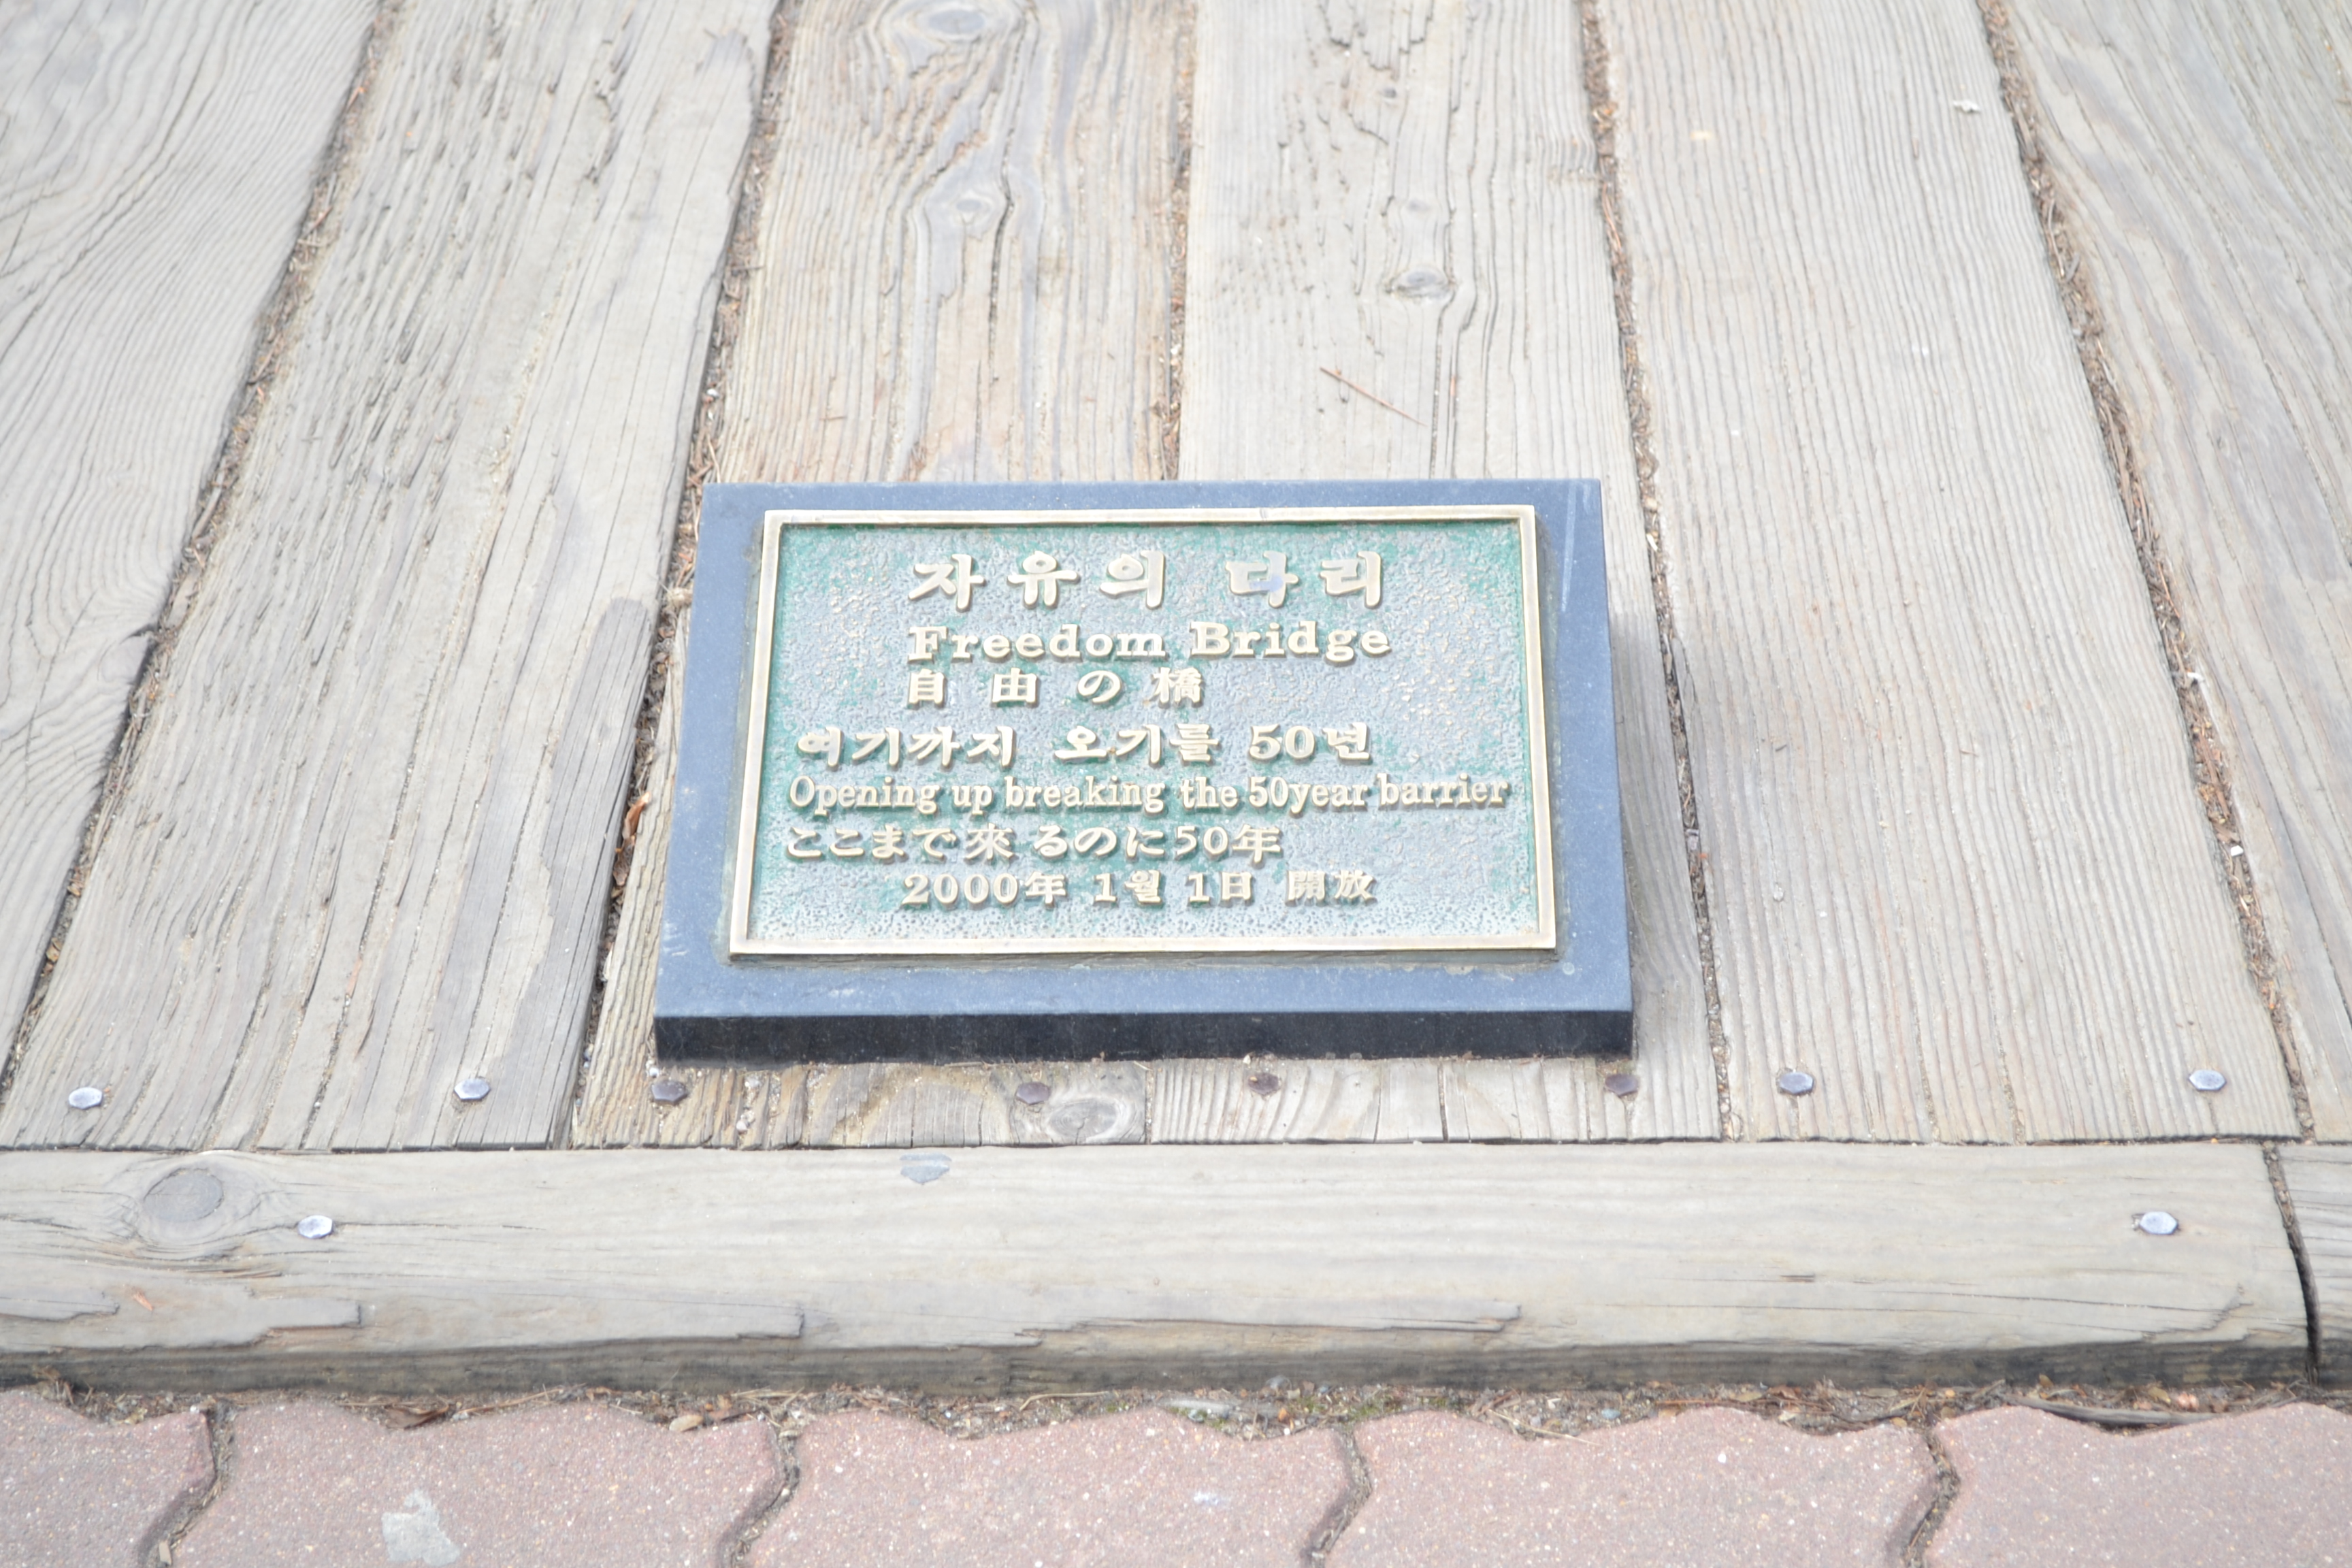 자유의 다리
Freedom Bridge
自由の橋
여기까지 오기를 50년
Opening up breaking the 50year barrier
ここまで來るのに50年
2000年 1월 1日 開放